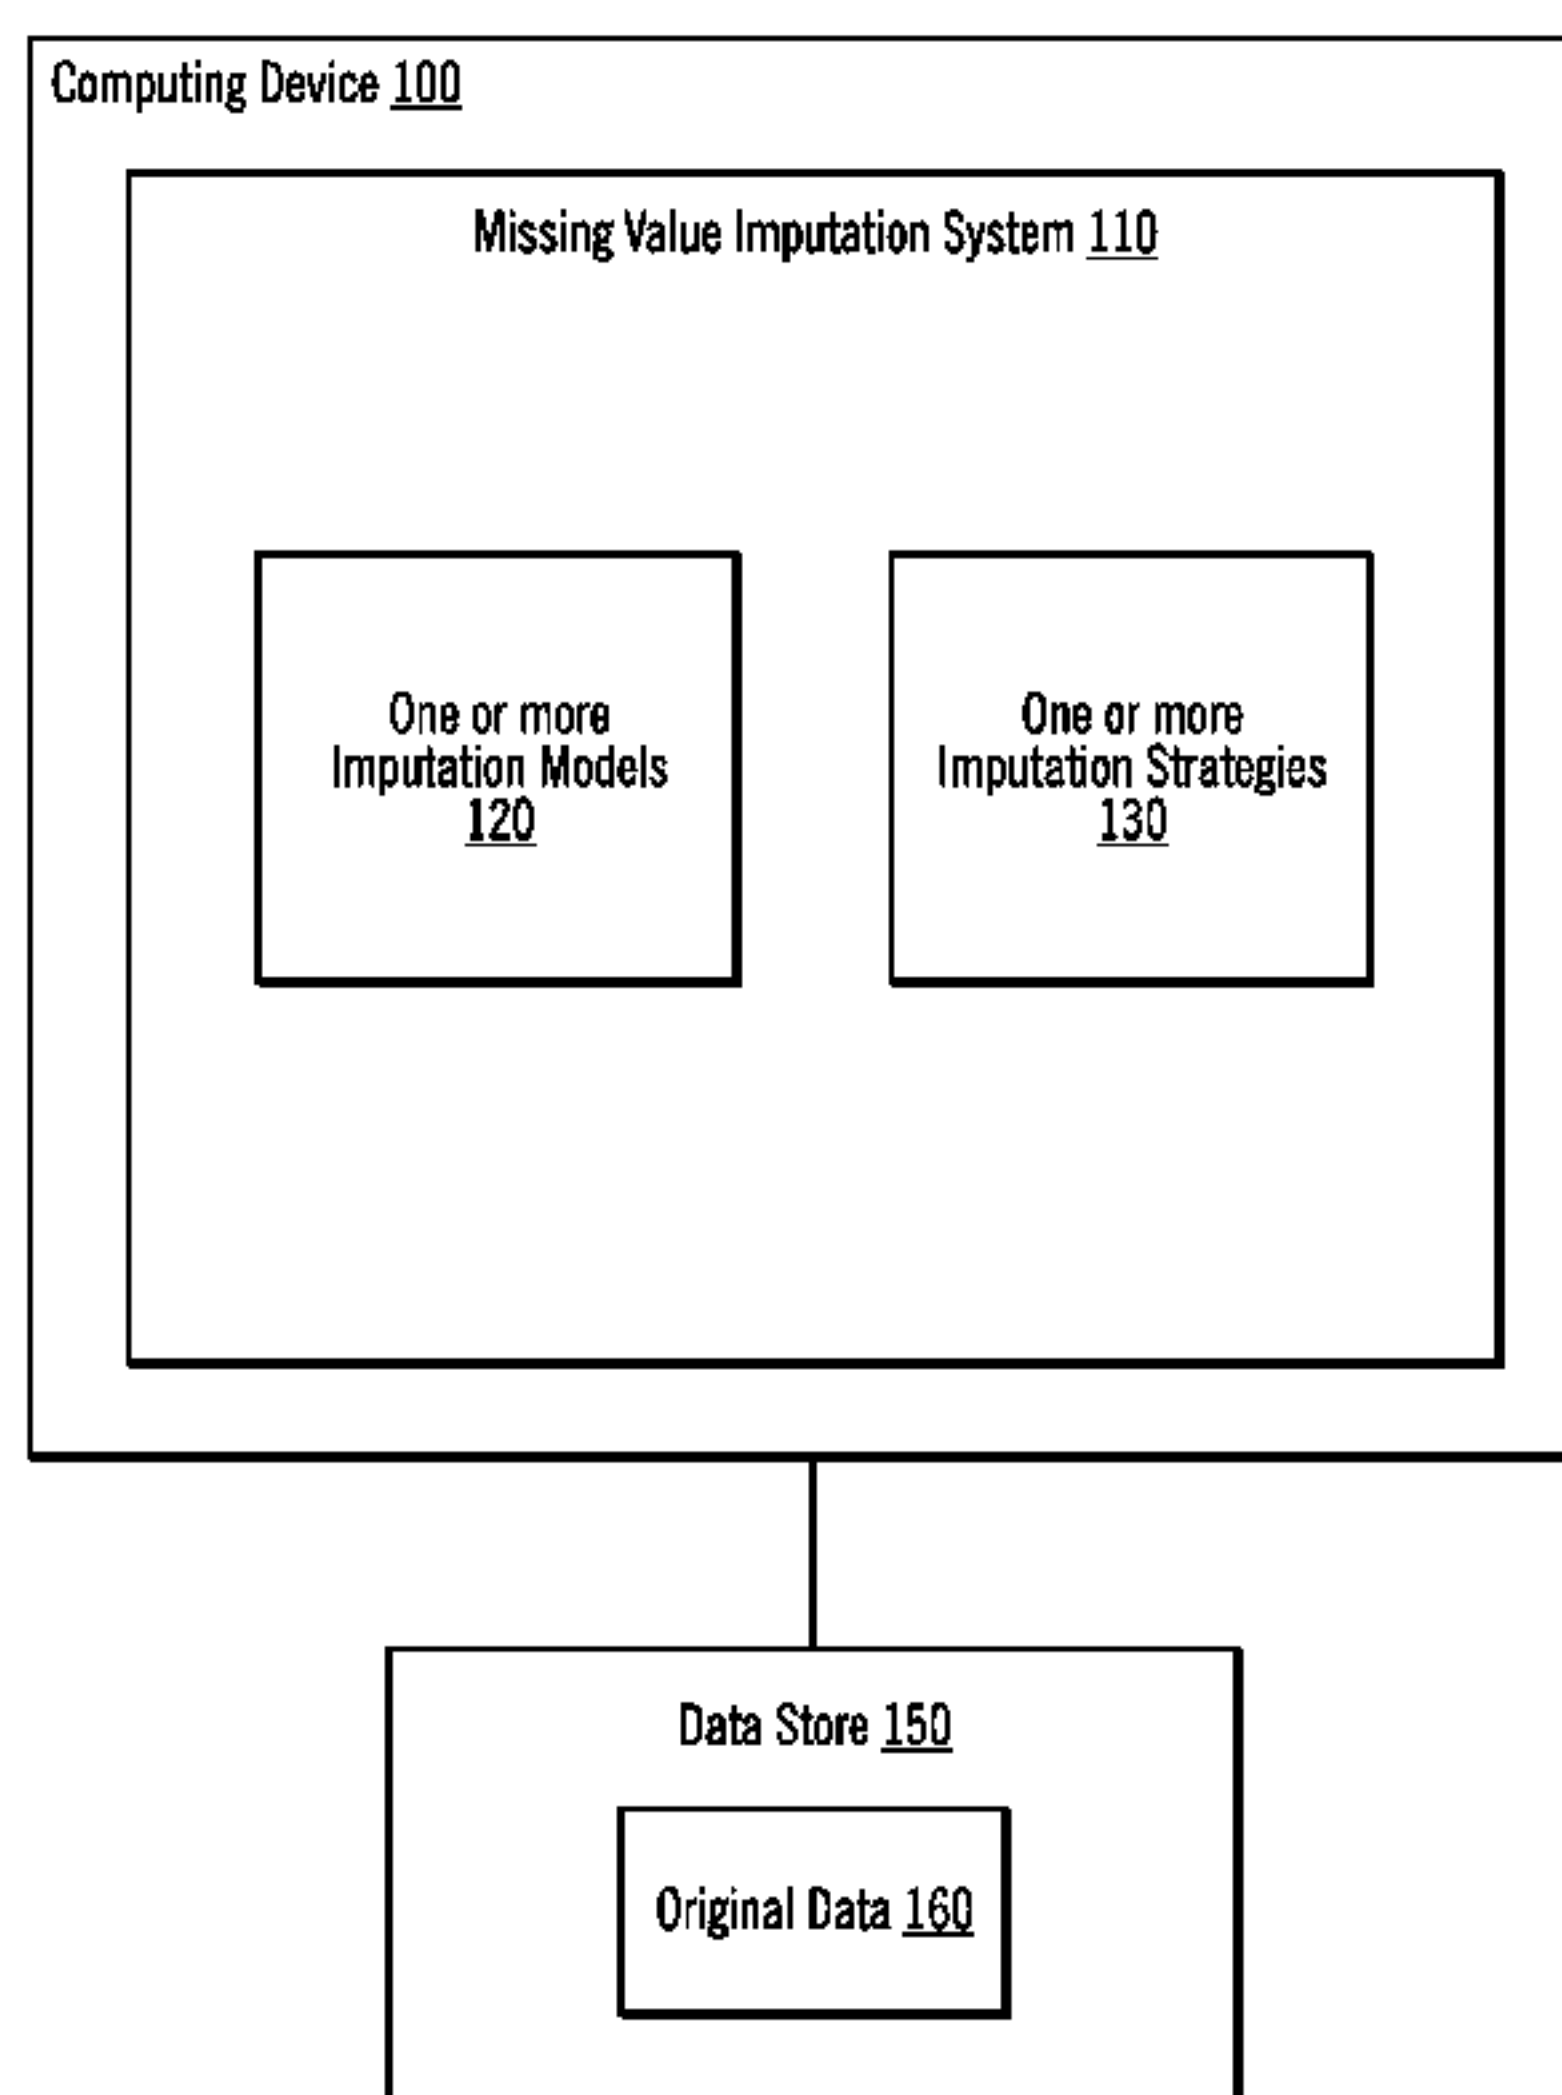 Computing Device 100
Missing Value Imputation System 110
One or more
Imputation Models
120
One or more
Imputation Strategies
130
Data Store 150
Original Data 160